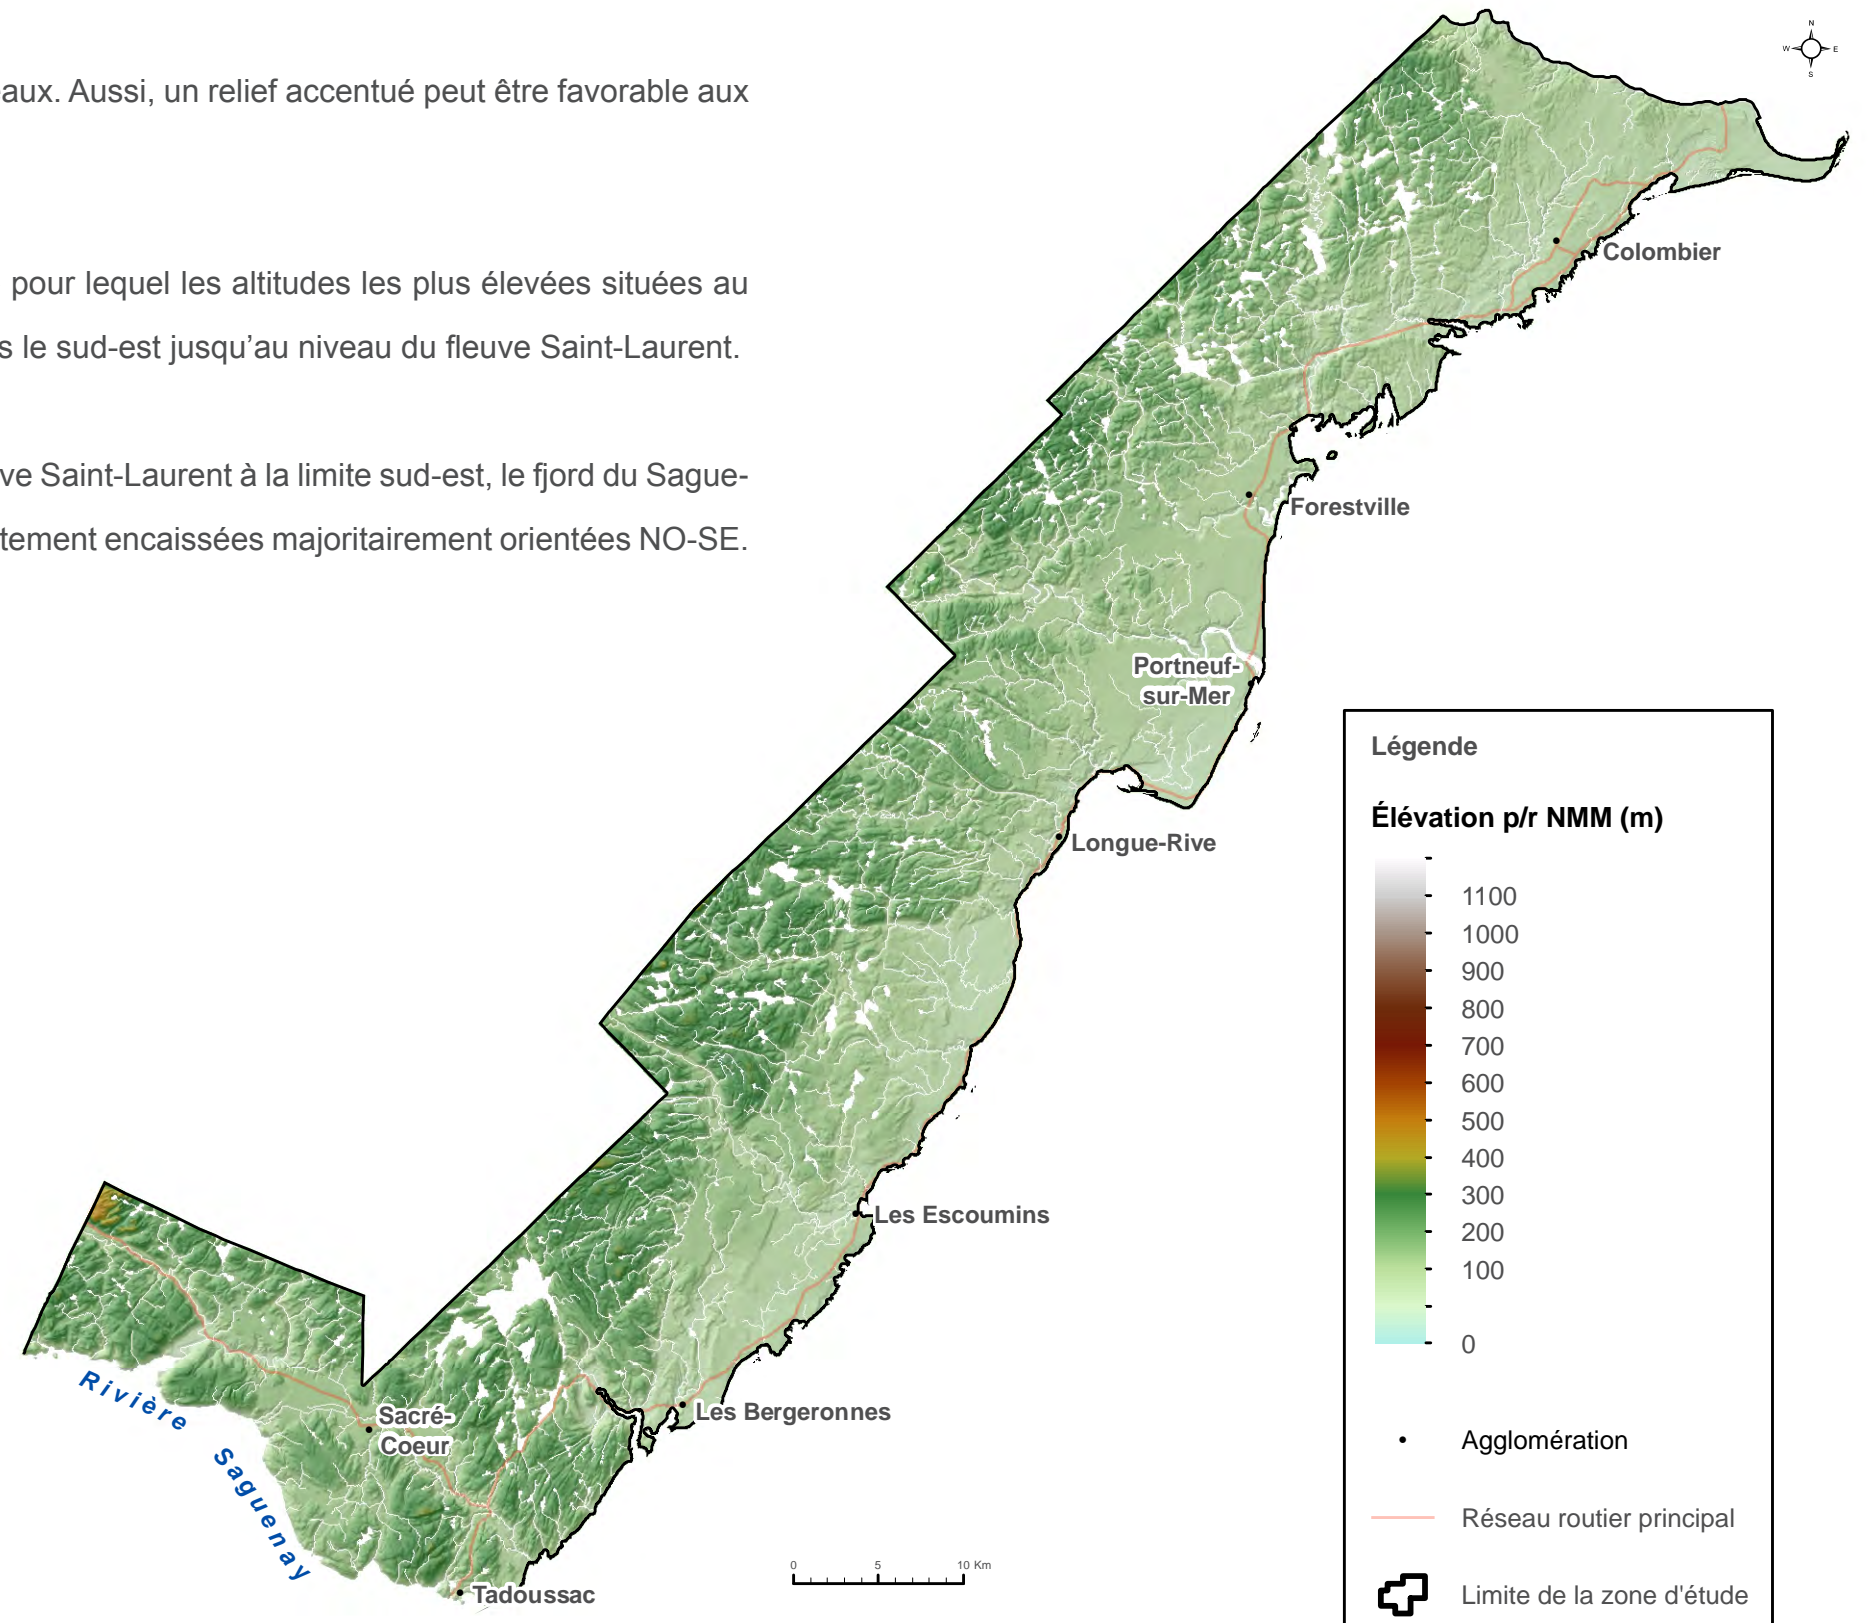 eaux. Aussi, un relief accentué peut être favorable aux
pour lequel les altitudes les plus élevées situées au
s le sud-est jusqu'au niveau du fleuve Saint-Laurent.
ve Saint-Laurent à la limite sud-est, le fjord du Sague-
tement encaissées majoritairement orientées NO-SE.
N
W E
S
Colombier
Forestville
Portneuf-
sur-Mer
Longue-Rive
Les Escoumins
Les Bergeronnes
Sacré-
Coeur
Tadoussac
Rivière Saguenay
0 5 10 Km
Légende
Élévation p/r NMM (m)
1100
1000
900
800
700
600
500
400
300
200
100
0
Agglomération
Réseau routier principal
Limite de la zone d'étude